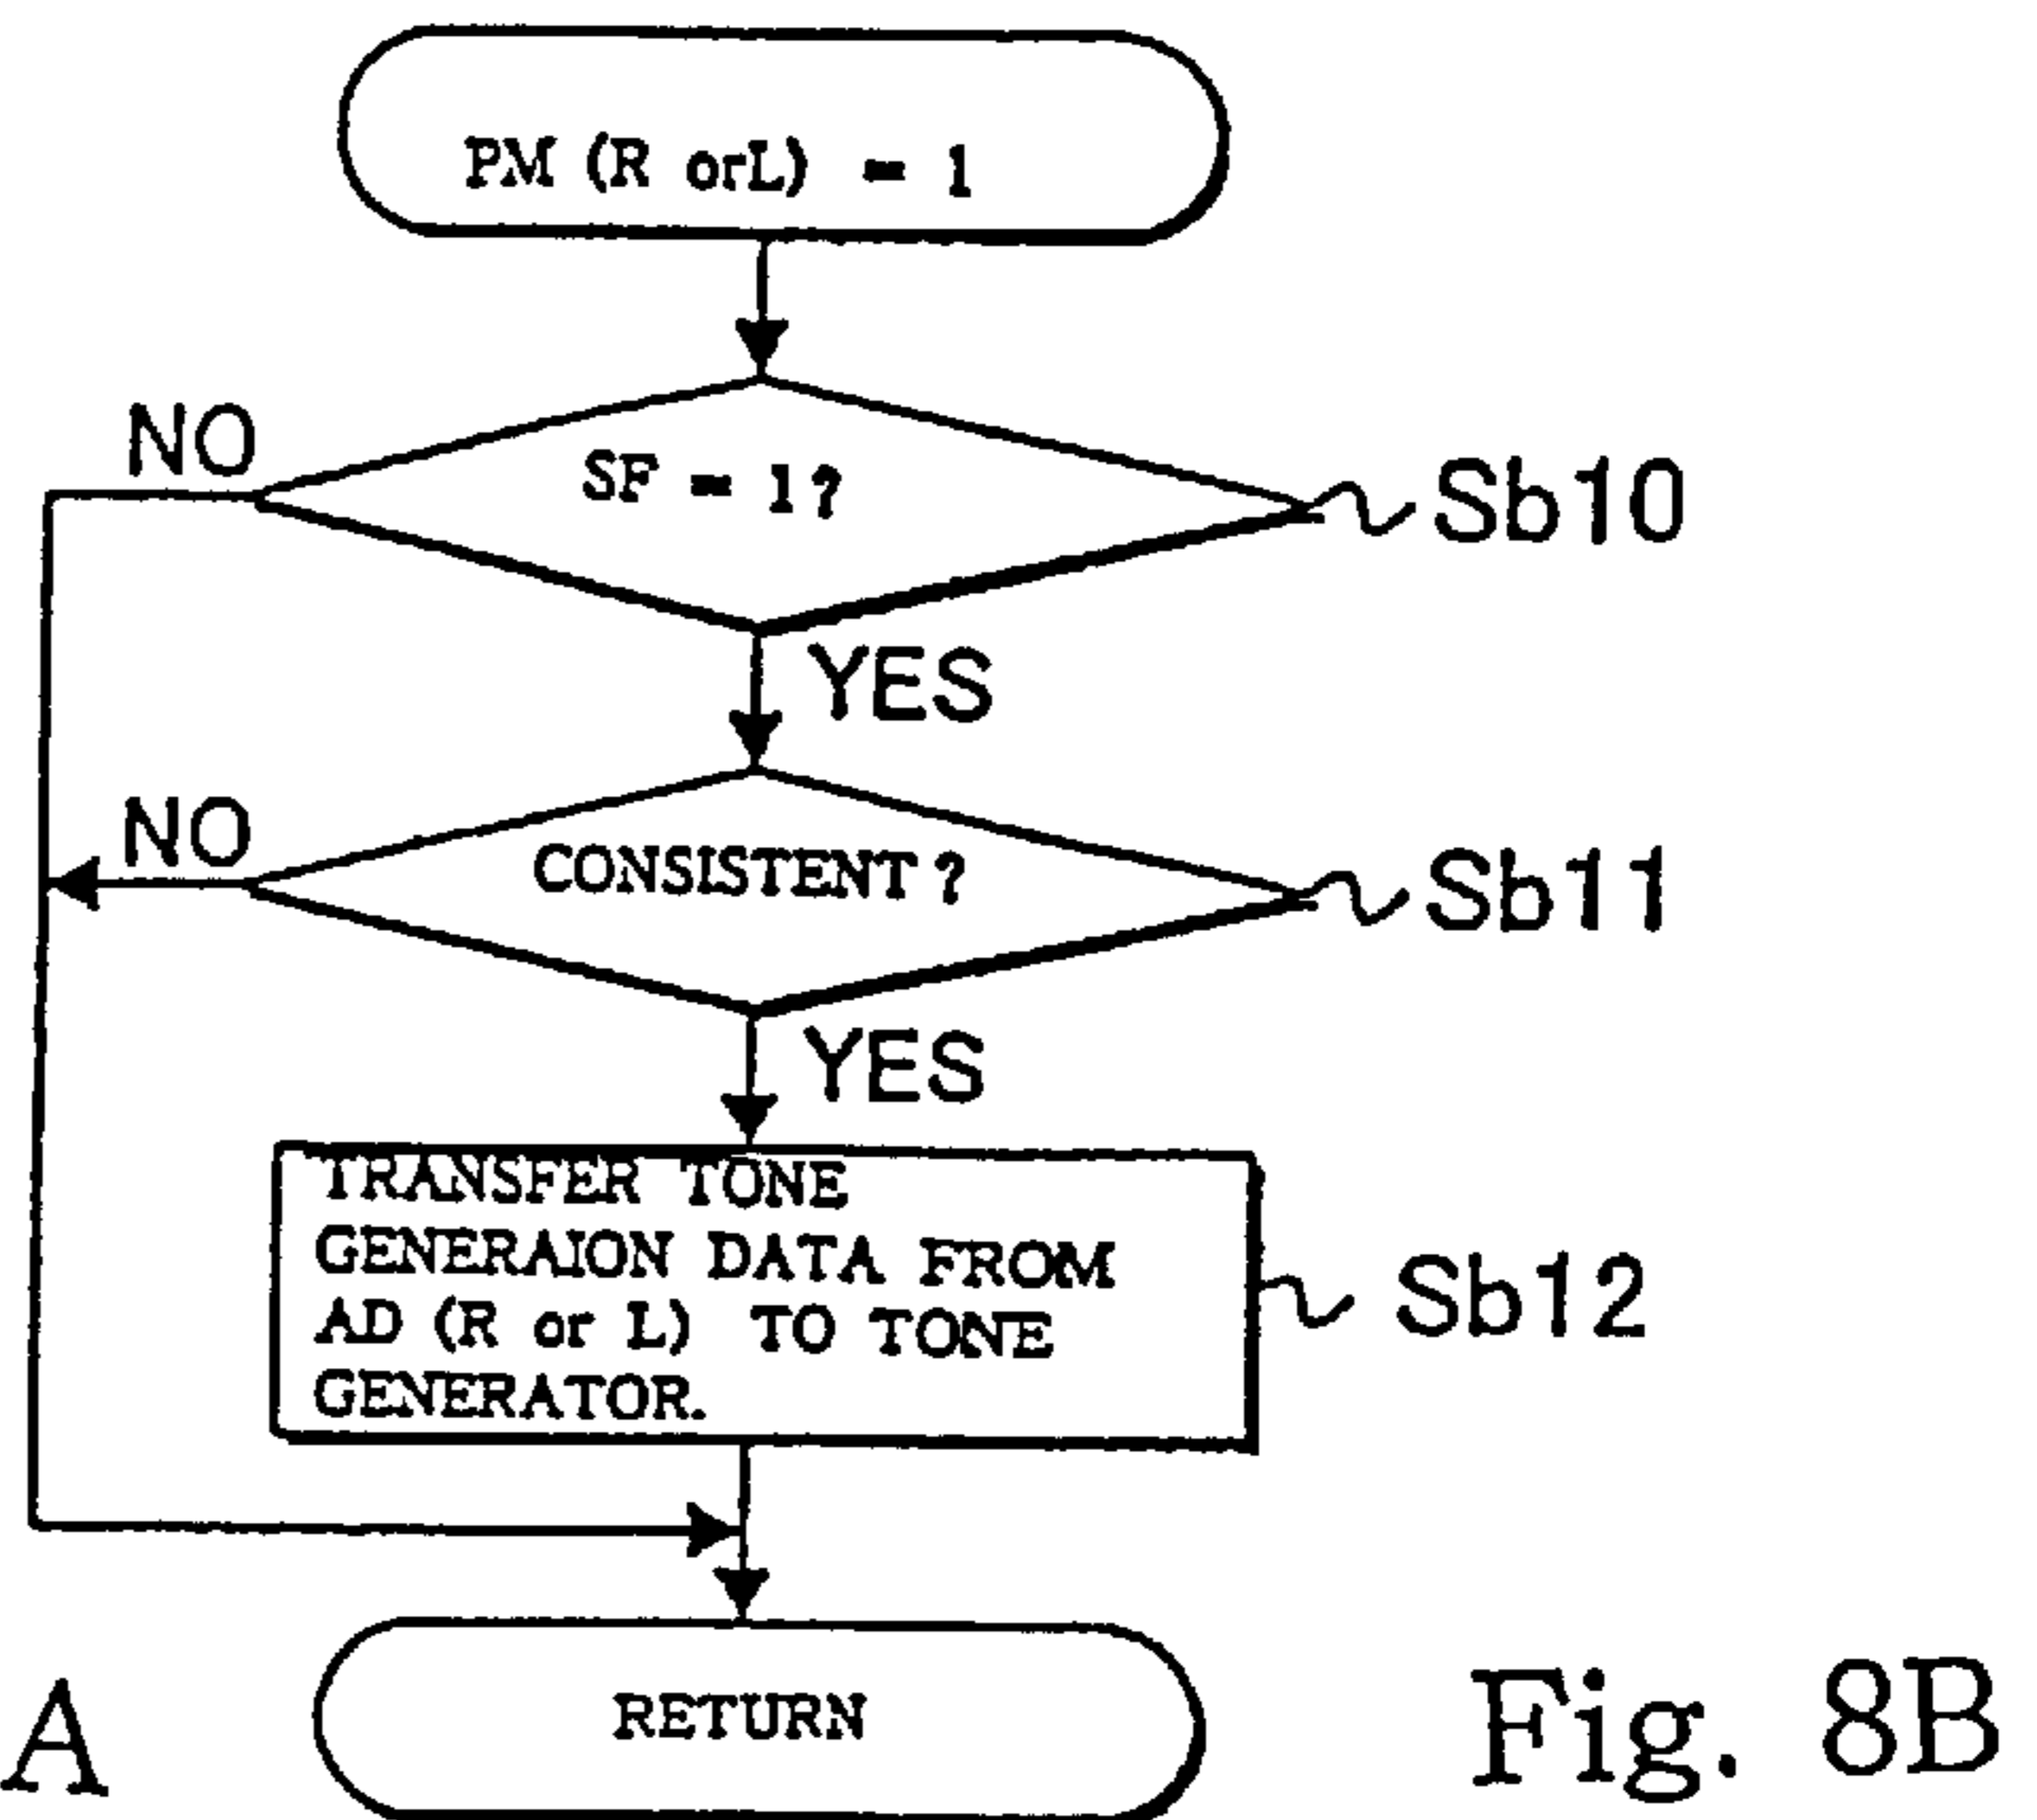 PM (R orL) = 1
NO
SF = 1 ?
Sb10
YES
NO
CONSISTENT ?
Sb11
YES
TRANSFER TONE
GENERAION DATA FROM
AD (R or L) TO TONE
GENERATOR.
Sb12
RETURN
A
Fig. 8B